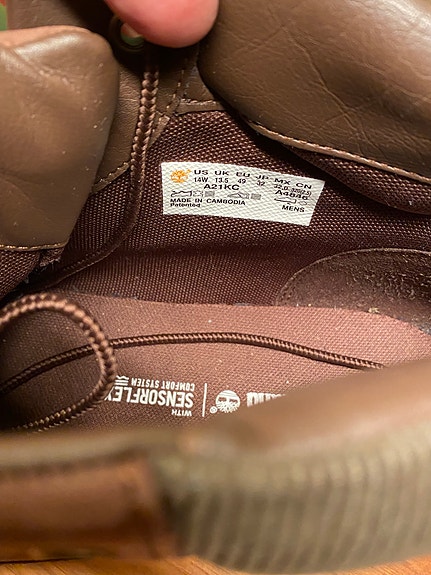 US UK EU JP MX CN
14W 13.5 49 32
A21KC A4846
MADE IN CAMBODIA
Patented MENS
WITH
SENSORFLEX
COMFORT SYSTEM